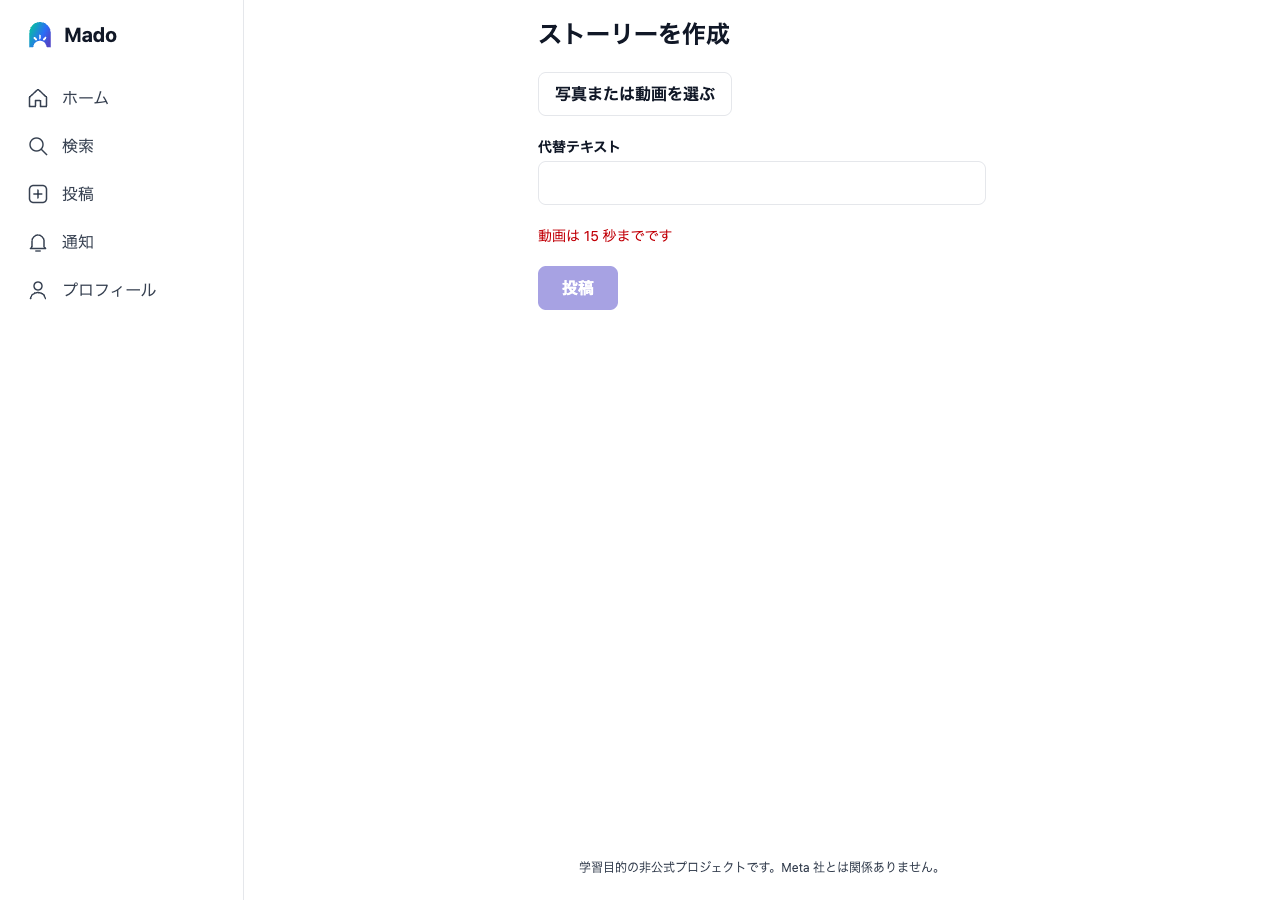 Mado
ホーム
検索
投稿
通知
プロフィール
ストーリーを作成
写真または動画を選ぶ
代替テキスト
動画は 15 秒までです
投稿
学習目的の非公式プロジェクトです。Meta 社とは関係ありません。